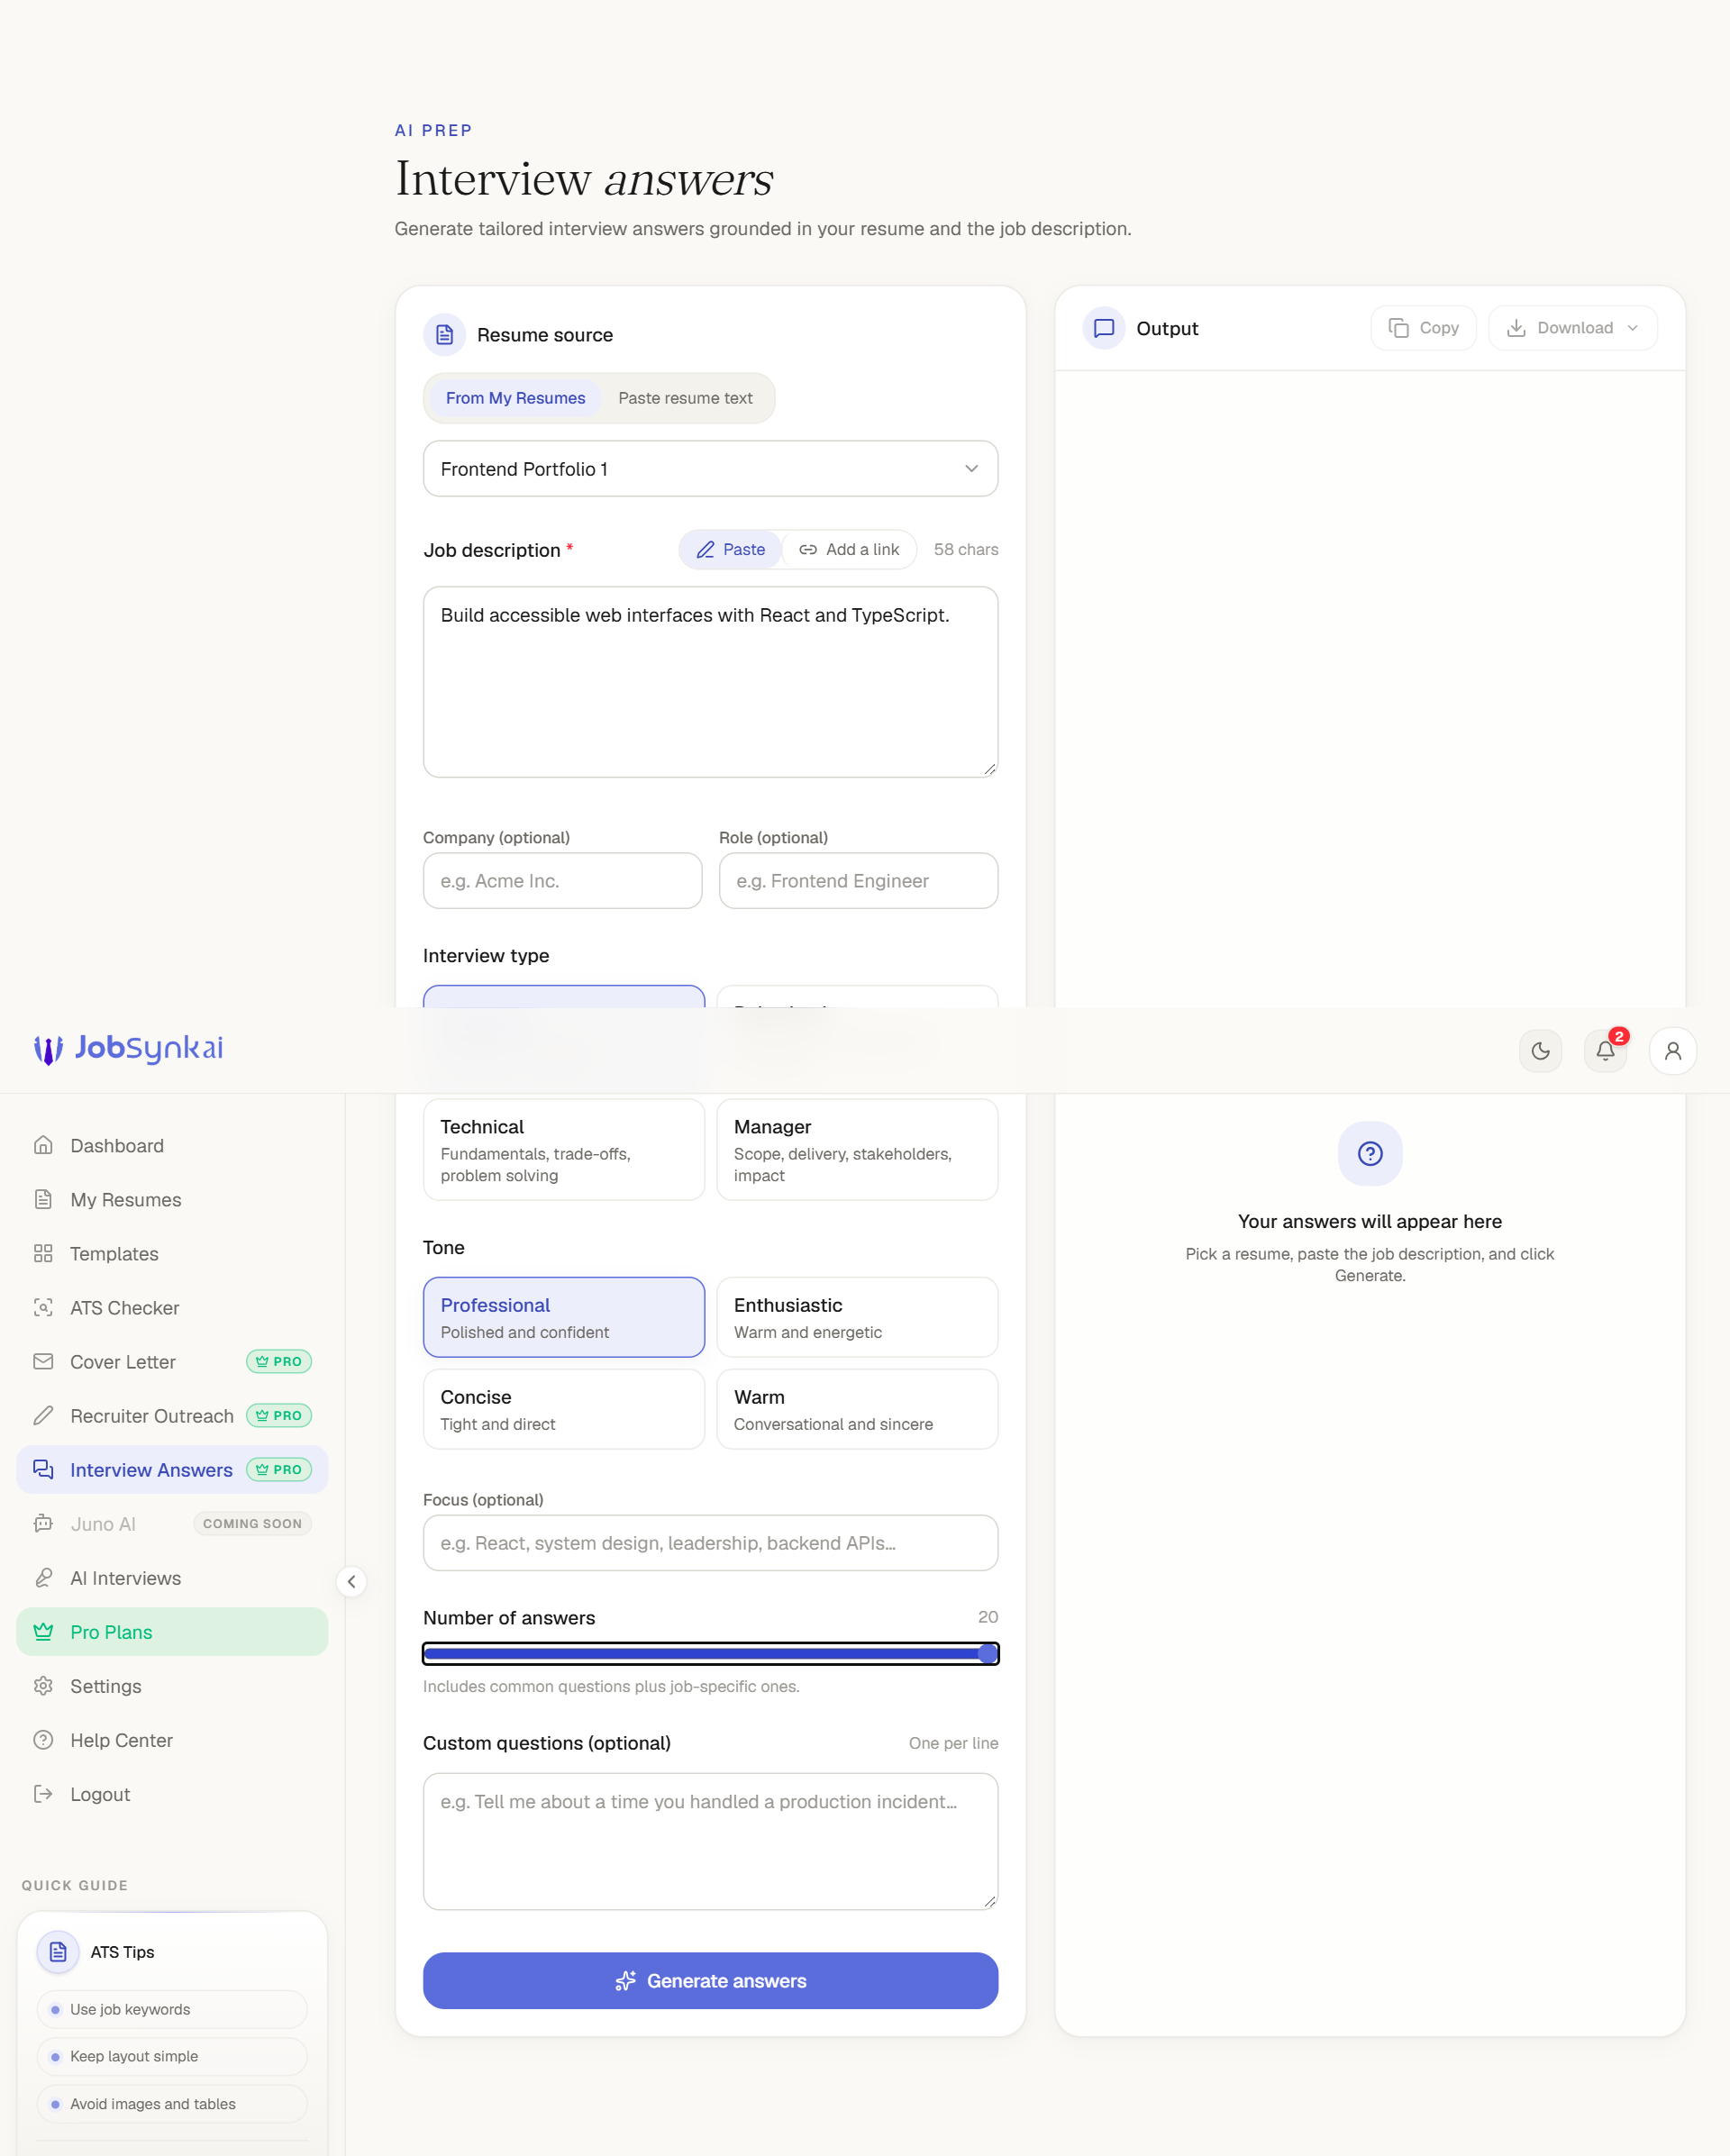 AI PREP
Interview answers
Generate tailored interview answers grounded in your resume and the job description.
Resume source
From My Resumes
Paste resume text
Frontend Portfolio 1
Job description *
Paste
Add a link
58 chars
Build accessible web interfaces with React and TypeScript.
Company (optional)
Role (optional)
e.g. Acme Inc.
e.g. Frontend Engineer
Interview type
Technical
Fundamentals, trade-offs,
problem solving
Manager
Scope, delivery, stakeholders,
impact
Tone
Professional
Polished and confident
Enthusiastic
Warm and energetic
Concise
Tight and direct
Warm
Conversational and sincere
Focus (optional)
e.g. React, system design, leadership, backend APIs...
Number of answers
20
Includes common questions plus job-specific ones.
Custom questions (optional)
One per line
e.g. Tell me about a time you handled a production incident...
Generate answers
Output
Copy
Download
Your answers will appear here
Pick a resume, paste the job description, and click
Generate.
JobSynkai
2
Dashboard
My Resumes
Templates
ATS Checker
Cover Letter
PRO
Recruiter Outreach
PRO
Interview Answers
PRO
Juno AI
COMING SOON
AI Interviews
Pro Plans
Settings
Help Center
Logout
QUICK GUIDE
ATS Tips
Use job keywords
Keep layout simple
Avoid images and tables